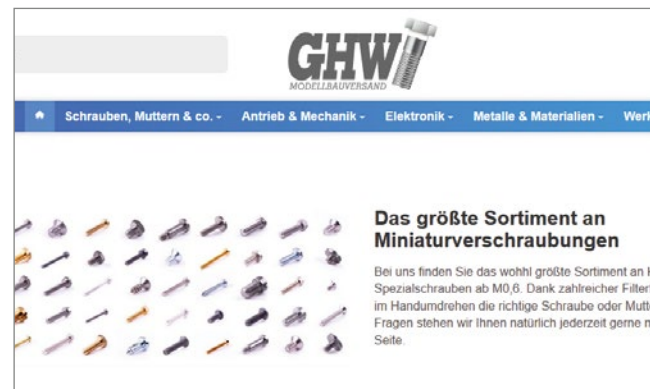 GHW
MODELLBAUVERSAND
Schrauben, Muttern & co. Antrieb & Mechanik Elektronik Metalle & Materialien
Das größte Sortiment an
Miniaturverschraubungen
Bei uns finden Sie das wohhl größte Sortiment an
Spezialschrauben ab M0,6. Dank zahlreicher
im Handumdrehen die richtige Schraube oder
Fragen stehen wir Ihnen natürlich jederzeit gerne
Seite.